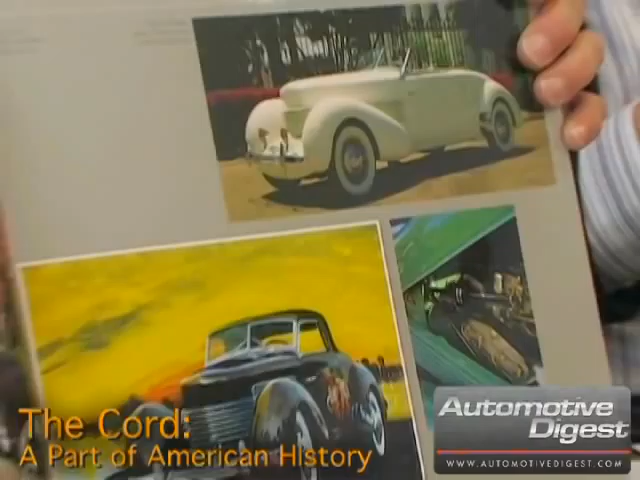 The Cord:
A Part of American History
Automotive
Digest
WWW.AUTOMOTIVEDIGEST.COM